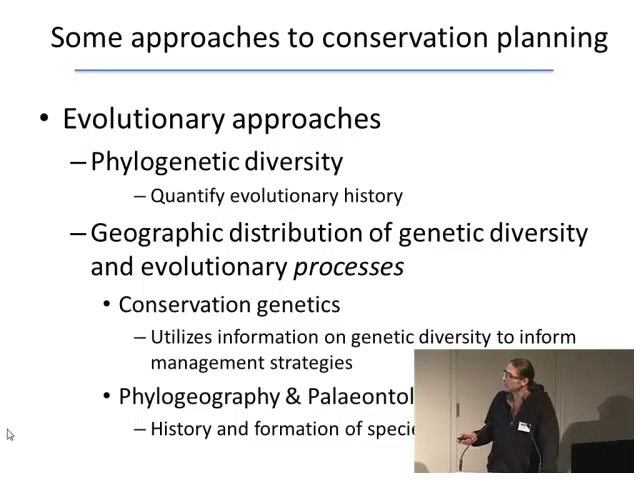 Some approaches to conservation planning
• Evolutionary approaches
– Phylogenetic diversity
– Quantify evolutionary history
– Geographic distribution of genetic diversity
and evolutionary processes
• Conservation genetics
– Utilizes information on genetic diversity to inform
management strategies
• Phylogeography & Palaeontol
– History and formation of specie